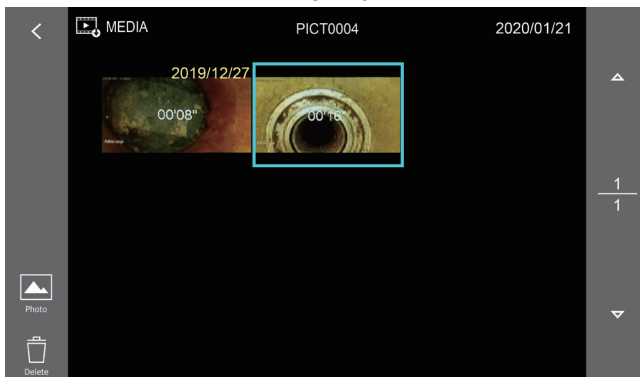 MEDIA
PICT0004
2020/01/21
2019/12/27
00'08"
00'16"
1
1
Photo
Delete